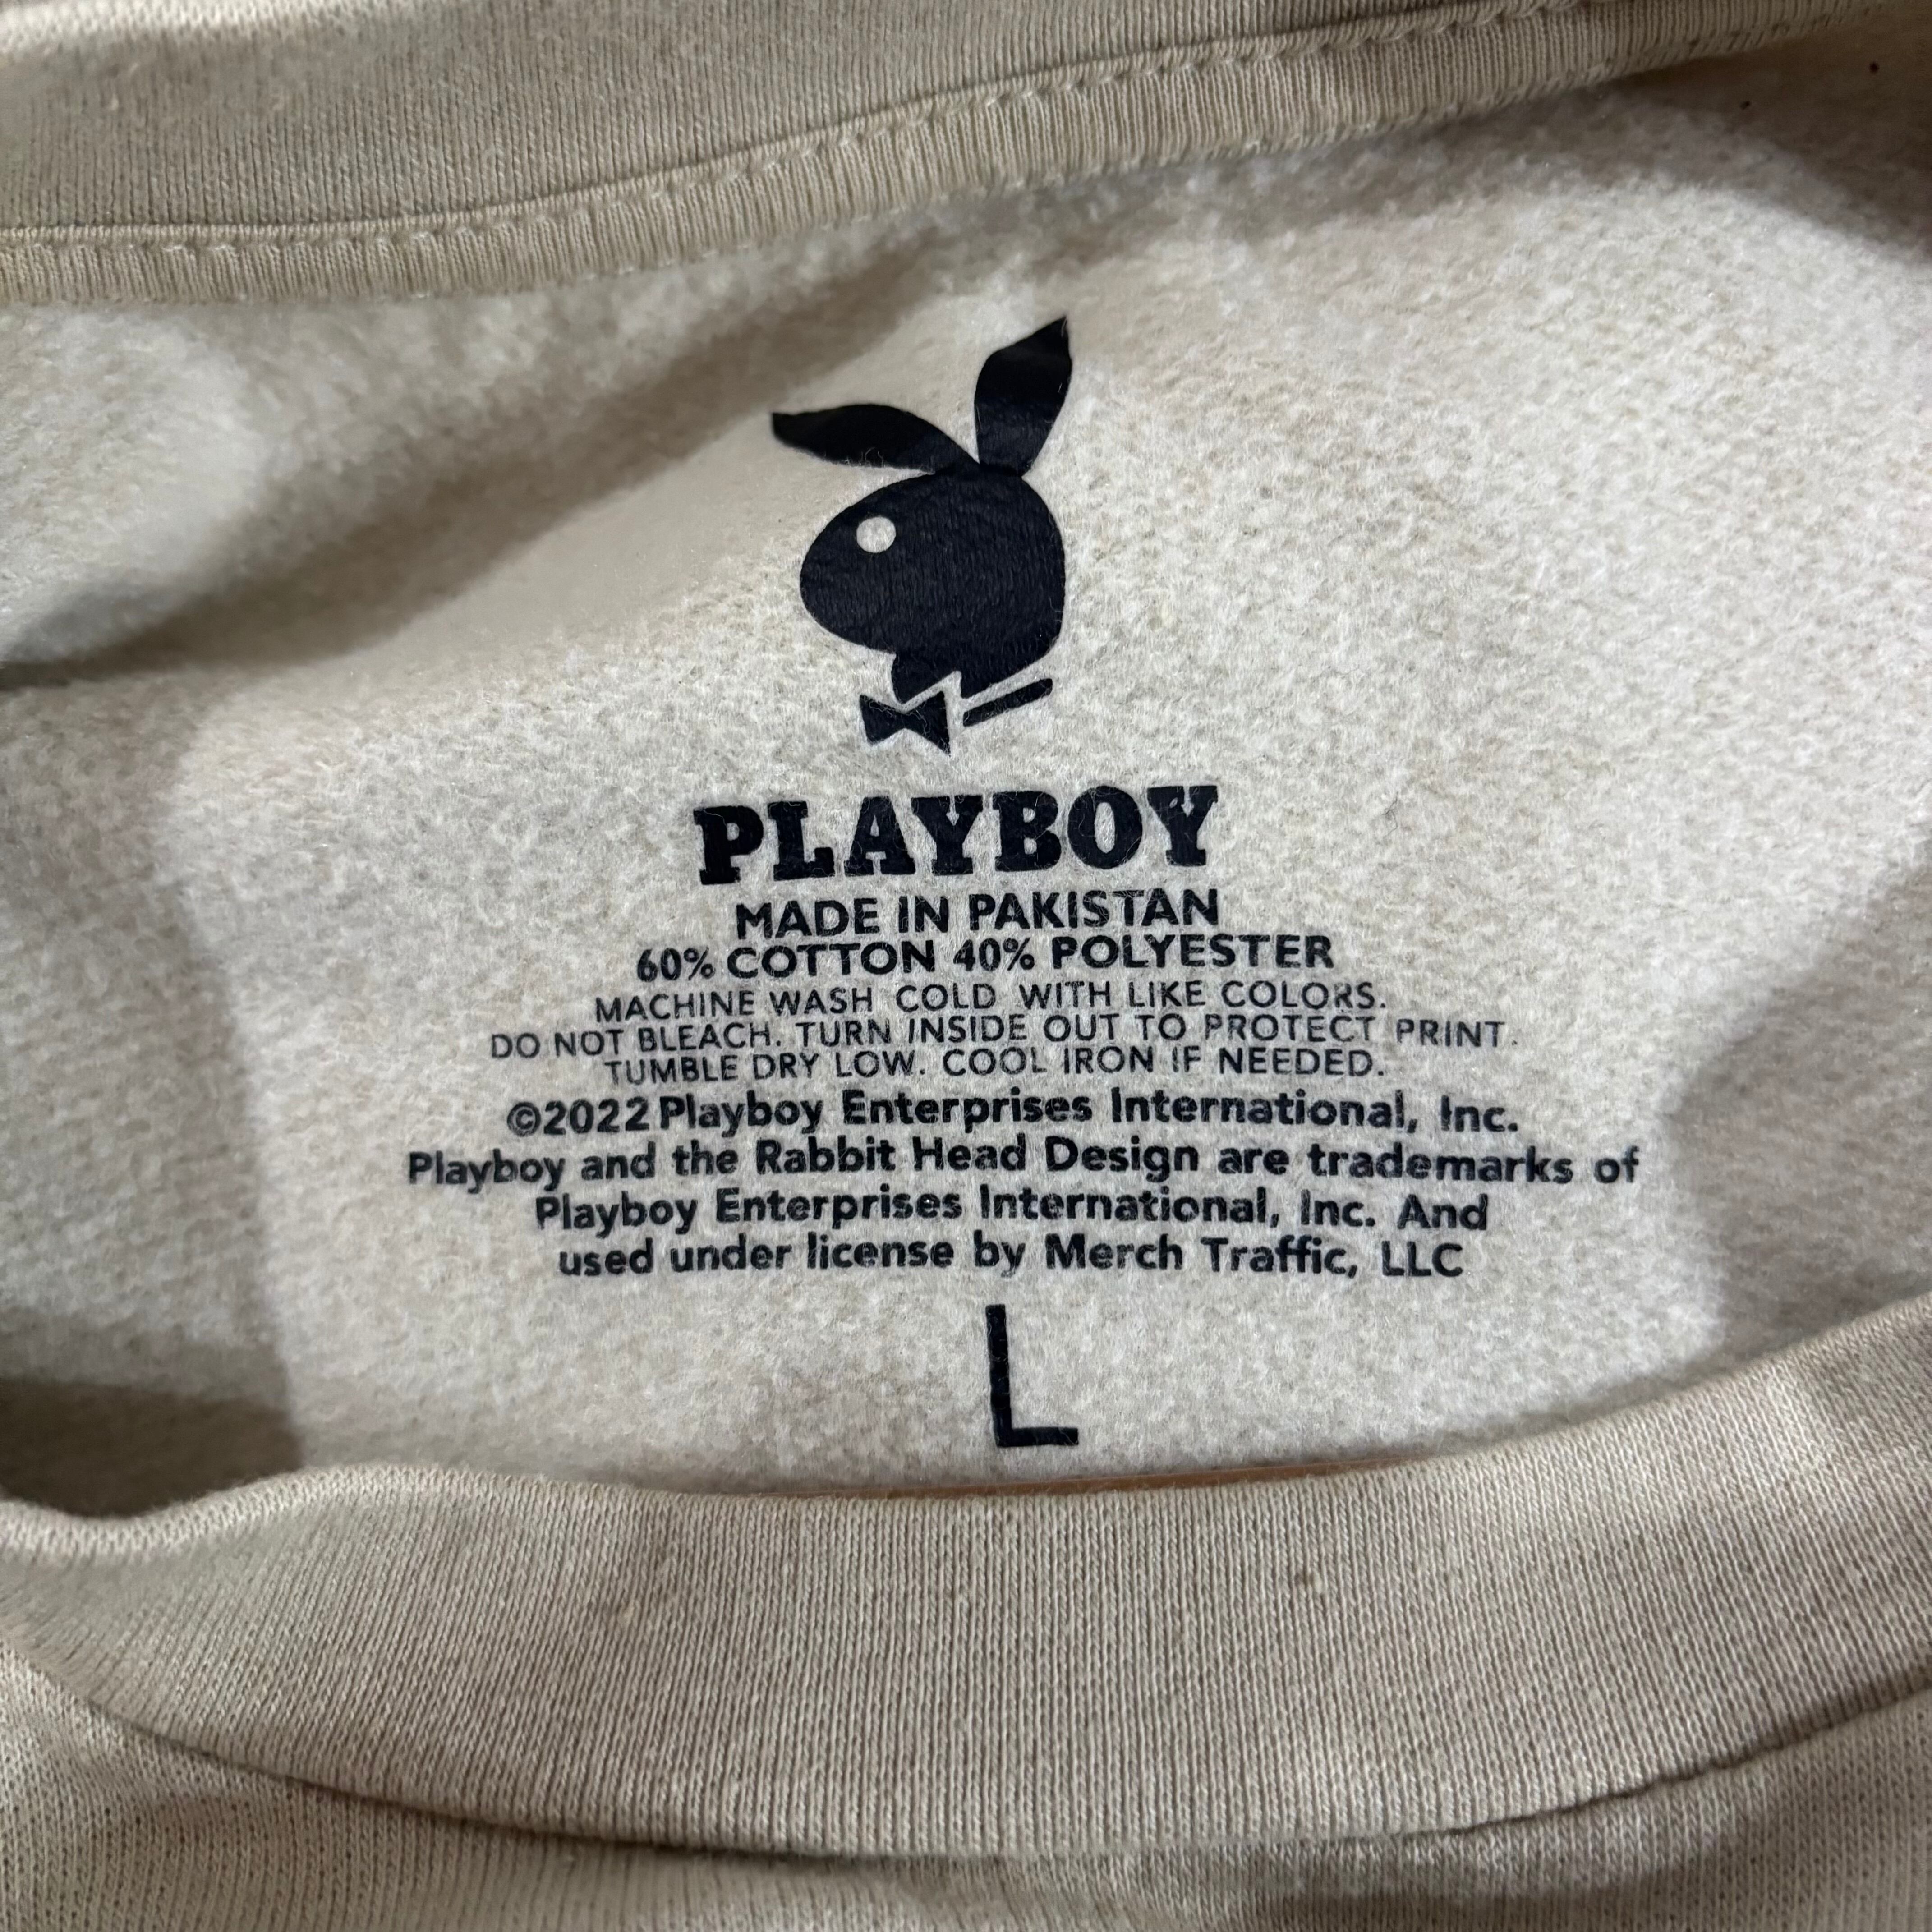 PLAYBOY
MADE IN PAKISTAN
60% COTTON 40% POLYESTER
MACHINE WASH COLD WITH LIKE COLORS.
DO NOT BLEACH. TURN INSIDE OUT TO PROTECT PRINT.
TUMBLE DRY LOW. COOL IRON IF NEEDED.
©2022 Playboy Enterprises International, Inc.
Playboy and the Rabbit Head Design are trademarks of
Playboy Enterprises International, Inc. And
used under license by Merch Traffic, LLC
L